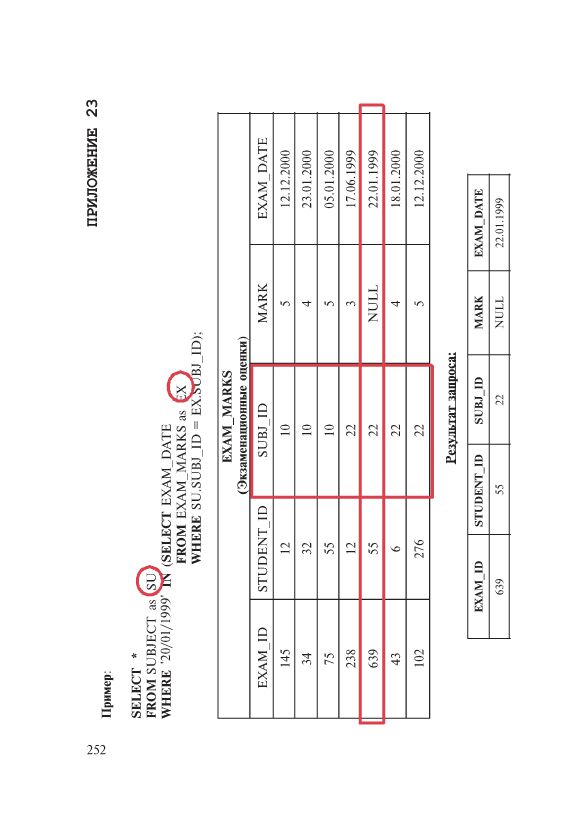 ПРИЛОЖЕНИЕ 23
Пример:
SELECT *
FROM SUBJECT as SU
WHERE '20/01/1999' IN (SELECT EXAM_DATE
FROM EXAM_MARKS as EX
WHERE SU.SUBJ_ID = EX.SUBJ_ID);
EXAM_MARKS
(Экзаменационные оценки)
EXAM_ID STUDENT_ID SUBJ_ID MARK EXAM_DATE
145 12 10 5 12.12.2000
34 32 10 4 23.01.2000
75 55 10 5 05.01.2000
238 12 22 3 17.06.1999
639 55 22 NULL 22.01.1999
43 6 22 4 18.01.2000
102 276 22 5 12.12.2000
Результат запроса:
EXAM_ID STUDENT_ID SUBJ_ID MARK EXAM_DATE
639 55 22 NULL 22.01.1999
252